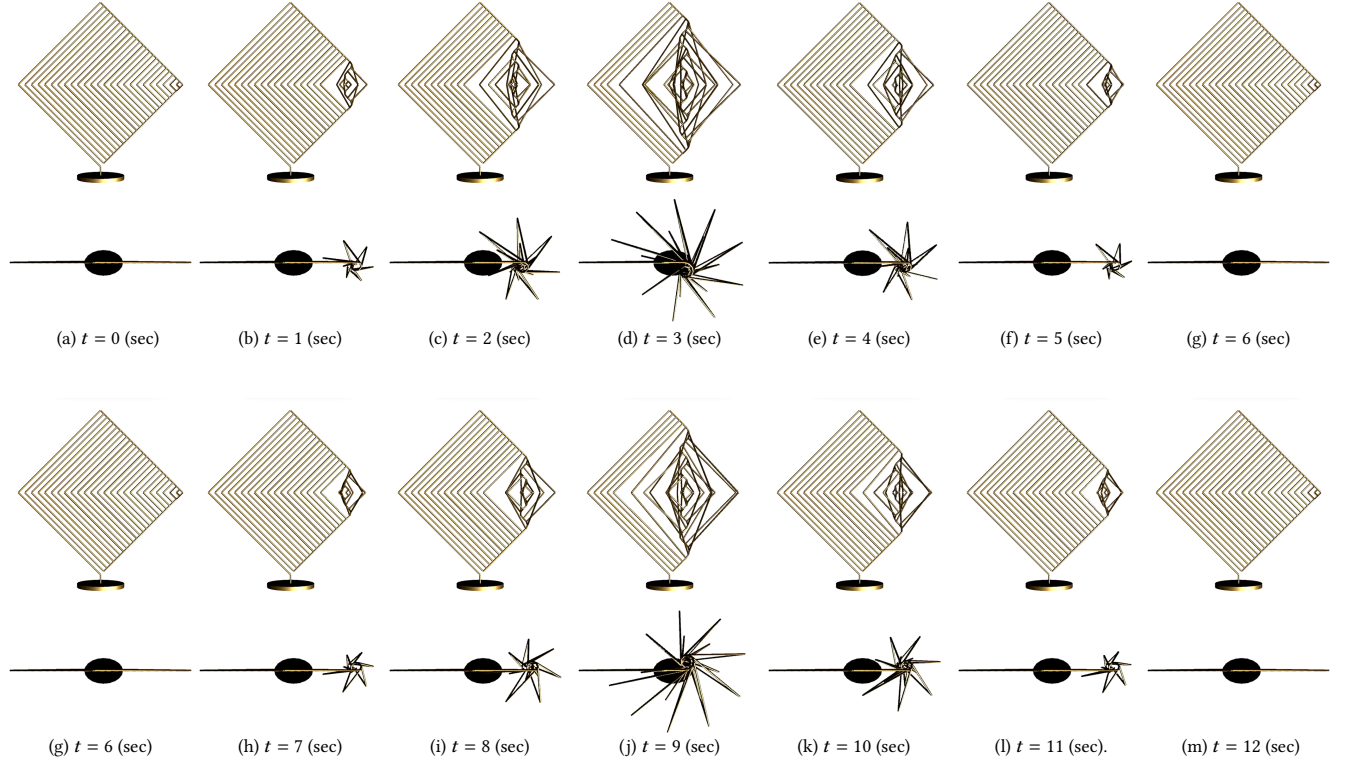 (a) t = 0 (sec) (b) t = 1 (sec) (c) t = 2 (sec) (d) t = 3 (sec) (e) t = 4 (sec) (f) t = 5 (sec) (g) t = 6 (sec)
(g) t = 6 (sec) (h) t = 7 (sec) (i) t = 8 (sec) (j) t = 9 (sec) (k) t = 10 (sec) (l) t = 11 (sec). (m) t = 12 (sec)